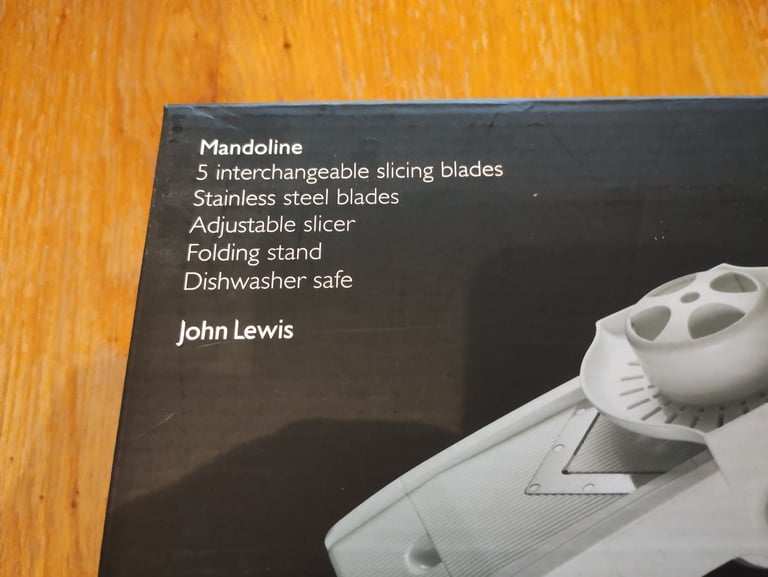 Mandoline
5 interchangeable slicing blades
Stainless steel blades
Adjustable slicer
Folding stand
Dishwasher safe
John Lewis